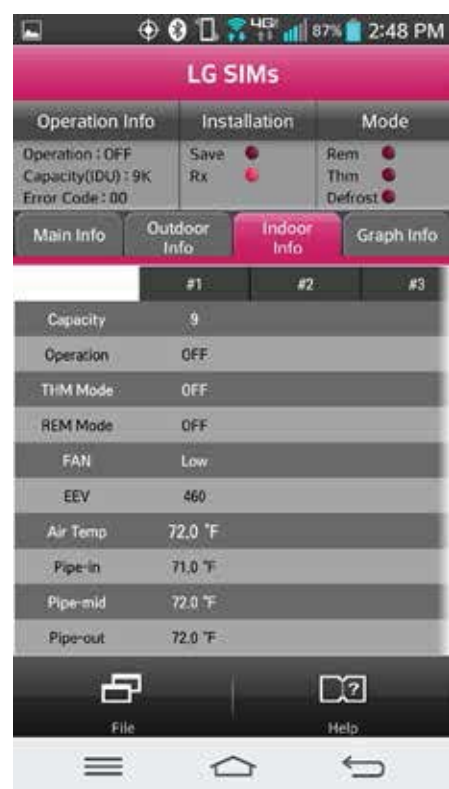 4G 87% 2:48 PM
LG SIMs
Operation Info Installation Mode
Operation : OFF Save Rem
Capacity(IDU) : 9K Rx Thm
Error Code : 00 Defrost
Main Info Outdoor Info Indoor Info Graph Info
#1 #2 #3
Capacity 9
Operation OFF
THM Mode OFF
REM Mode OFF
FAN Low
EEV 460
Air Temp 72.0 °F
Pipe-in 71.0 °F
Pipe-mid 72.0 °F
Pipe-out 72.0 °F
File Help